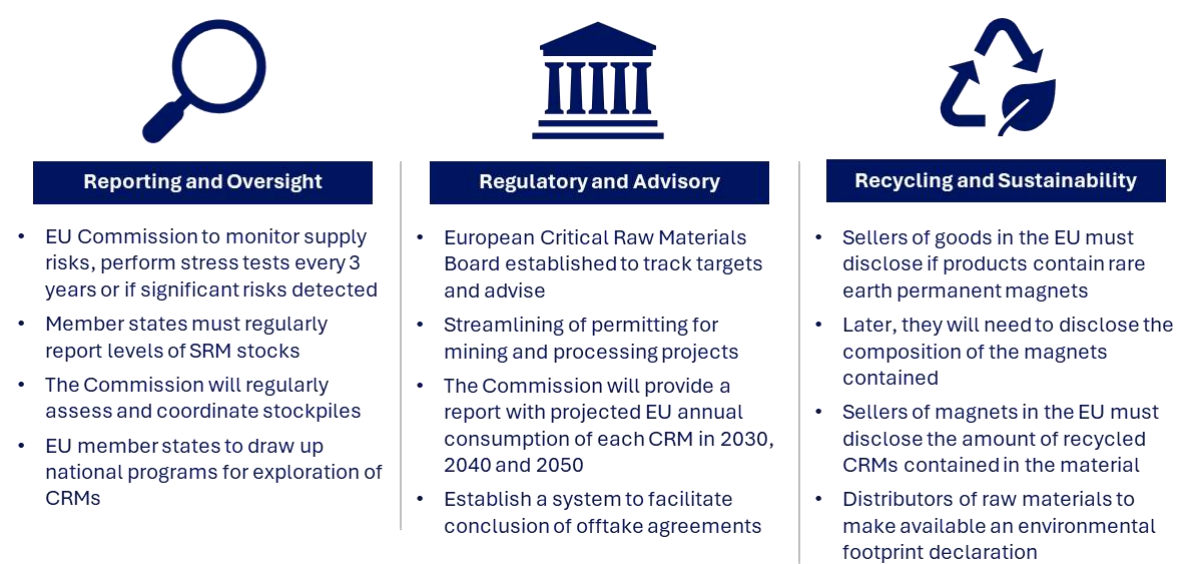 Reporting and Oversight
• EU Commission to monitor supply
risks, perform stress tests every 3
years or if significant risks detected
• Member states must regularly
report levels of SRM stocks
• The Commission will regularly
assess and coordinate stockpiles
• EU member states to draw up
national programs for exploration of
CRMs
Regulatory and Advisory
• European Critical Raw Materials
Board established to track targets
and advise
• Streamlining of permitting for
mining and processing projects
• The Commission will provide a
report with projected EU annual
consumption of each CRM in 2030,
2040 and 2050
• Establish a system to facilitate
conclusion of offtake agreements
Recycling and Sustainability
• Sellers of goods in the EU must
disclose if products contain rare
earth permanent magnets
• Later, they will need to disclose the
composition of the magnets
contained
• Sellers of magnets in the EU must
disclose the amount of recycled
CRMs contained in the material
• Distributors of raw materials to
make available an environmental
footprint declaration